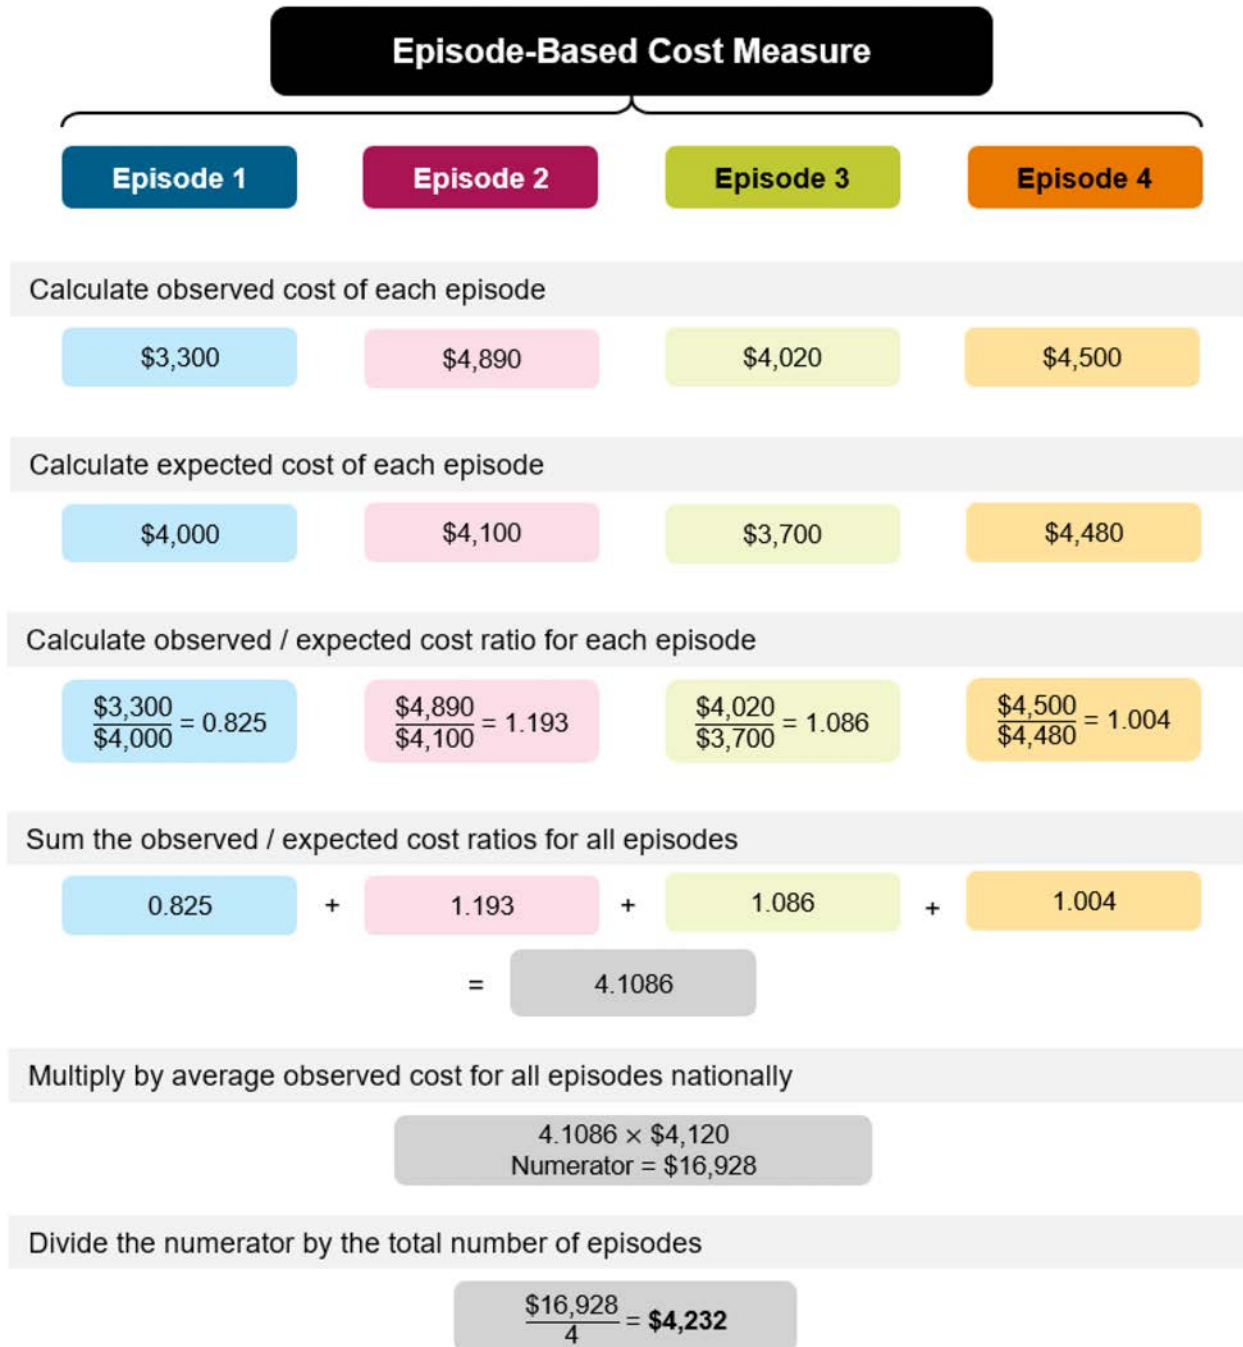 Episode-Based Cost Measure
Episode 1 Episode 2 Episode 3 Episode 4
Calculate observed cost of each episode
$3,300 $4,890 $4,020 $4,500
Calculate expected cost of each episode
$4,000 $4,100 $3,700 $4,480
Calculate observed / expected cost ratio for each episode
$3,300/$4,000 = 0.825 $4,890/$4,100 = 1.193 $4,020/$3,700 = 1.086 $4,500/$4,480 = 1.004
Sum the observed / expected cost ratios for all episodes
0.825 + 1.193 + 1.086 + 1.004
= 4.1086
Multiply by average observed cost for all episodes nationally
4.1086 × $4,120
Numerator = $16,928
Divide the numerator by the total number of episodes
$16,928/4 = $4,232